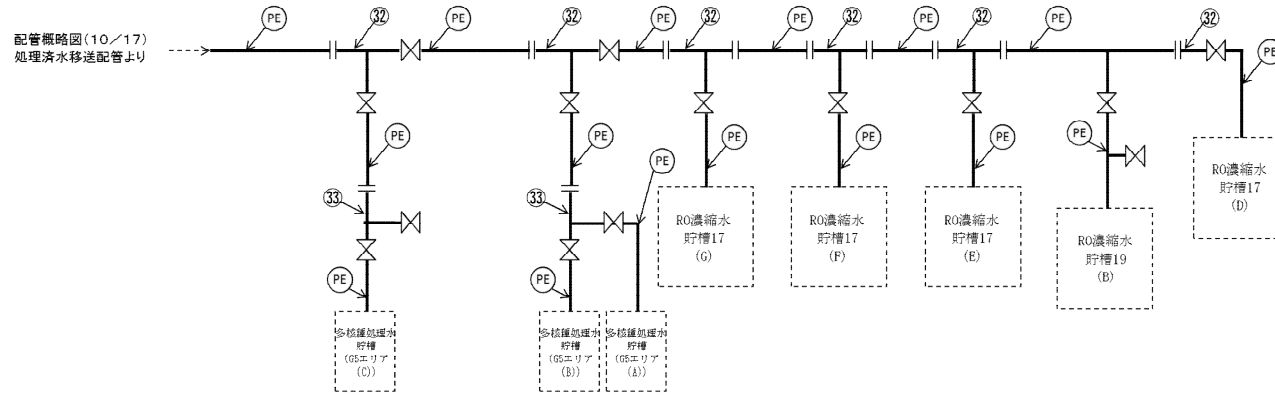 配管概略図(10/17)
処理済水移送配管より
PE
㉜
PE
㉜
PE
㉜
PE
㉜
PE
㉜
PE
㉜
PE
PE
PE
PE
PE
PE
PE
PE
㉝
㉝
PE
PE
RO濃縮水
貯槽17
(G)
RO濃縮水
貯槽17
(F)
RO濃縮水
貯槽17
(E)
RO濃縮水
貯槽19
(B)
RO濃縮水
貯槽17
(D)
多核種処理水
貯槽
(G5エリア
(C))
多核種処理水
貯槽
(G5エリア
(B))
多核種処理水
貯槽
(G5エリア
(A))